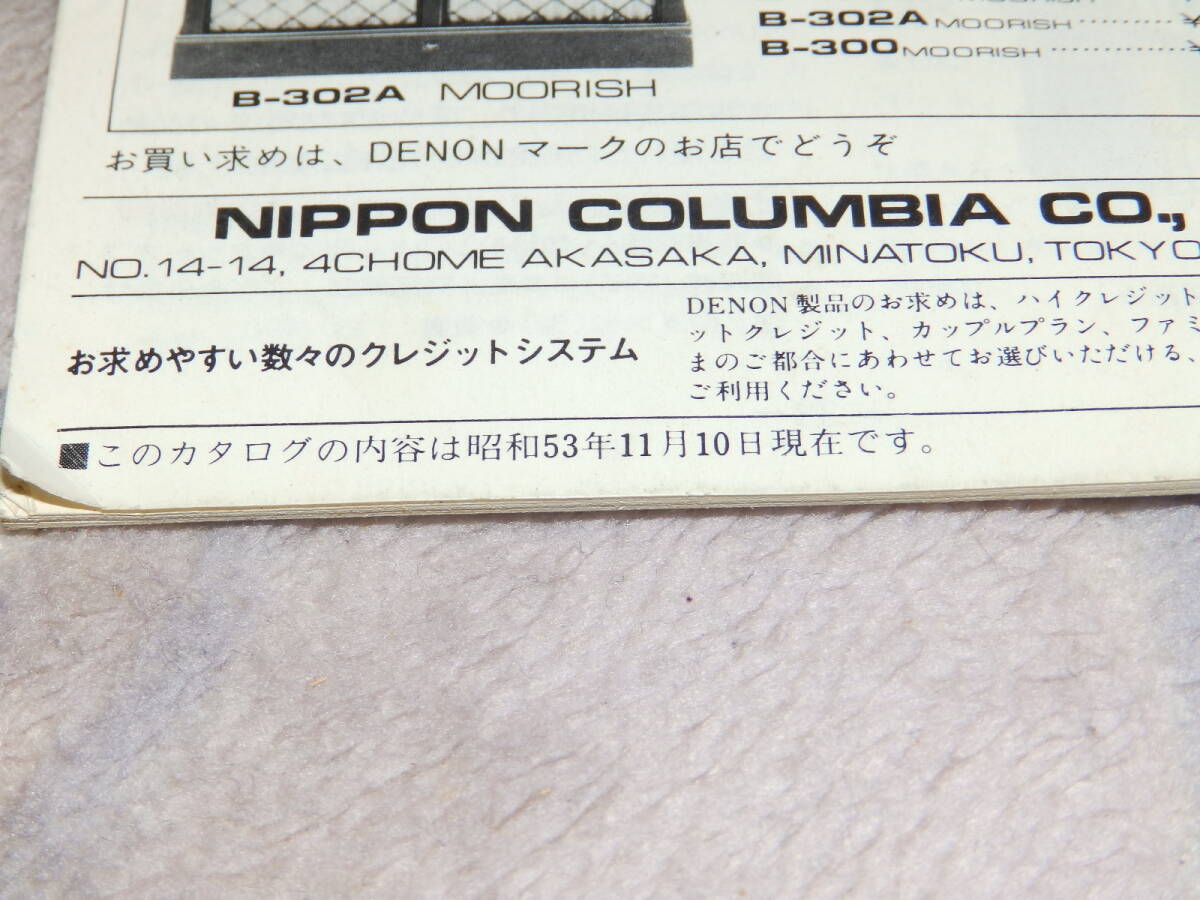 MOORISH
B-302A MOORISH ………… ¥
B-300 MOORISH ………… ¥
B-302A MOORISH
お買い求めは、DENONマークのお店でどうぞ
NIPPON COLUMBIA CO.,
NO.14-14, 4CHOME AKASAKA, MINATOKU, TOKYO
お求めやすい数々のクレジットシステム
DENON製品のお求めは、ハイクレジット
ットクレジット、カップルプラン、ファミ
まのご都合にあわせてお選びいただける、
ご利用ください。
■このカタログの内容は昭和53年11月10日現在です。